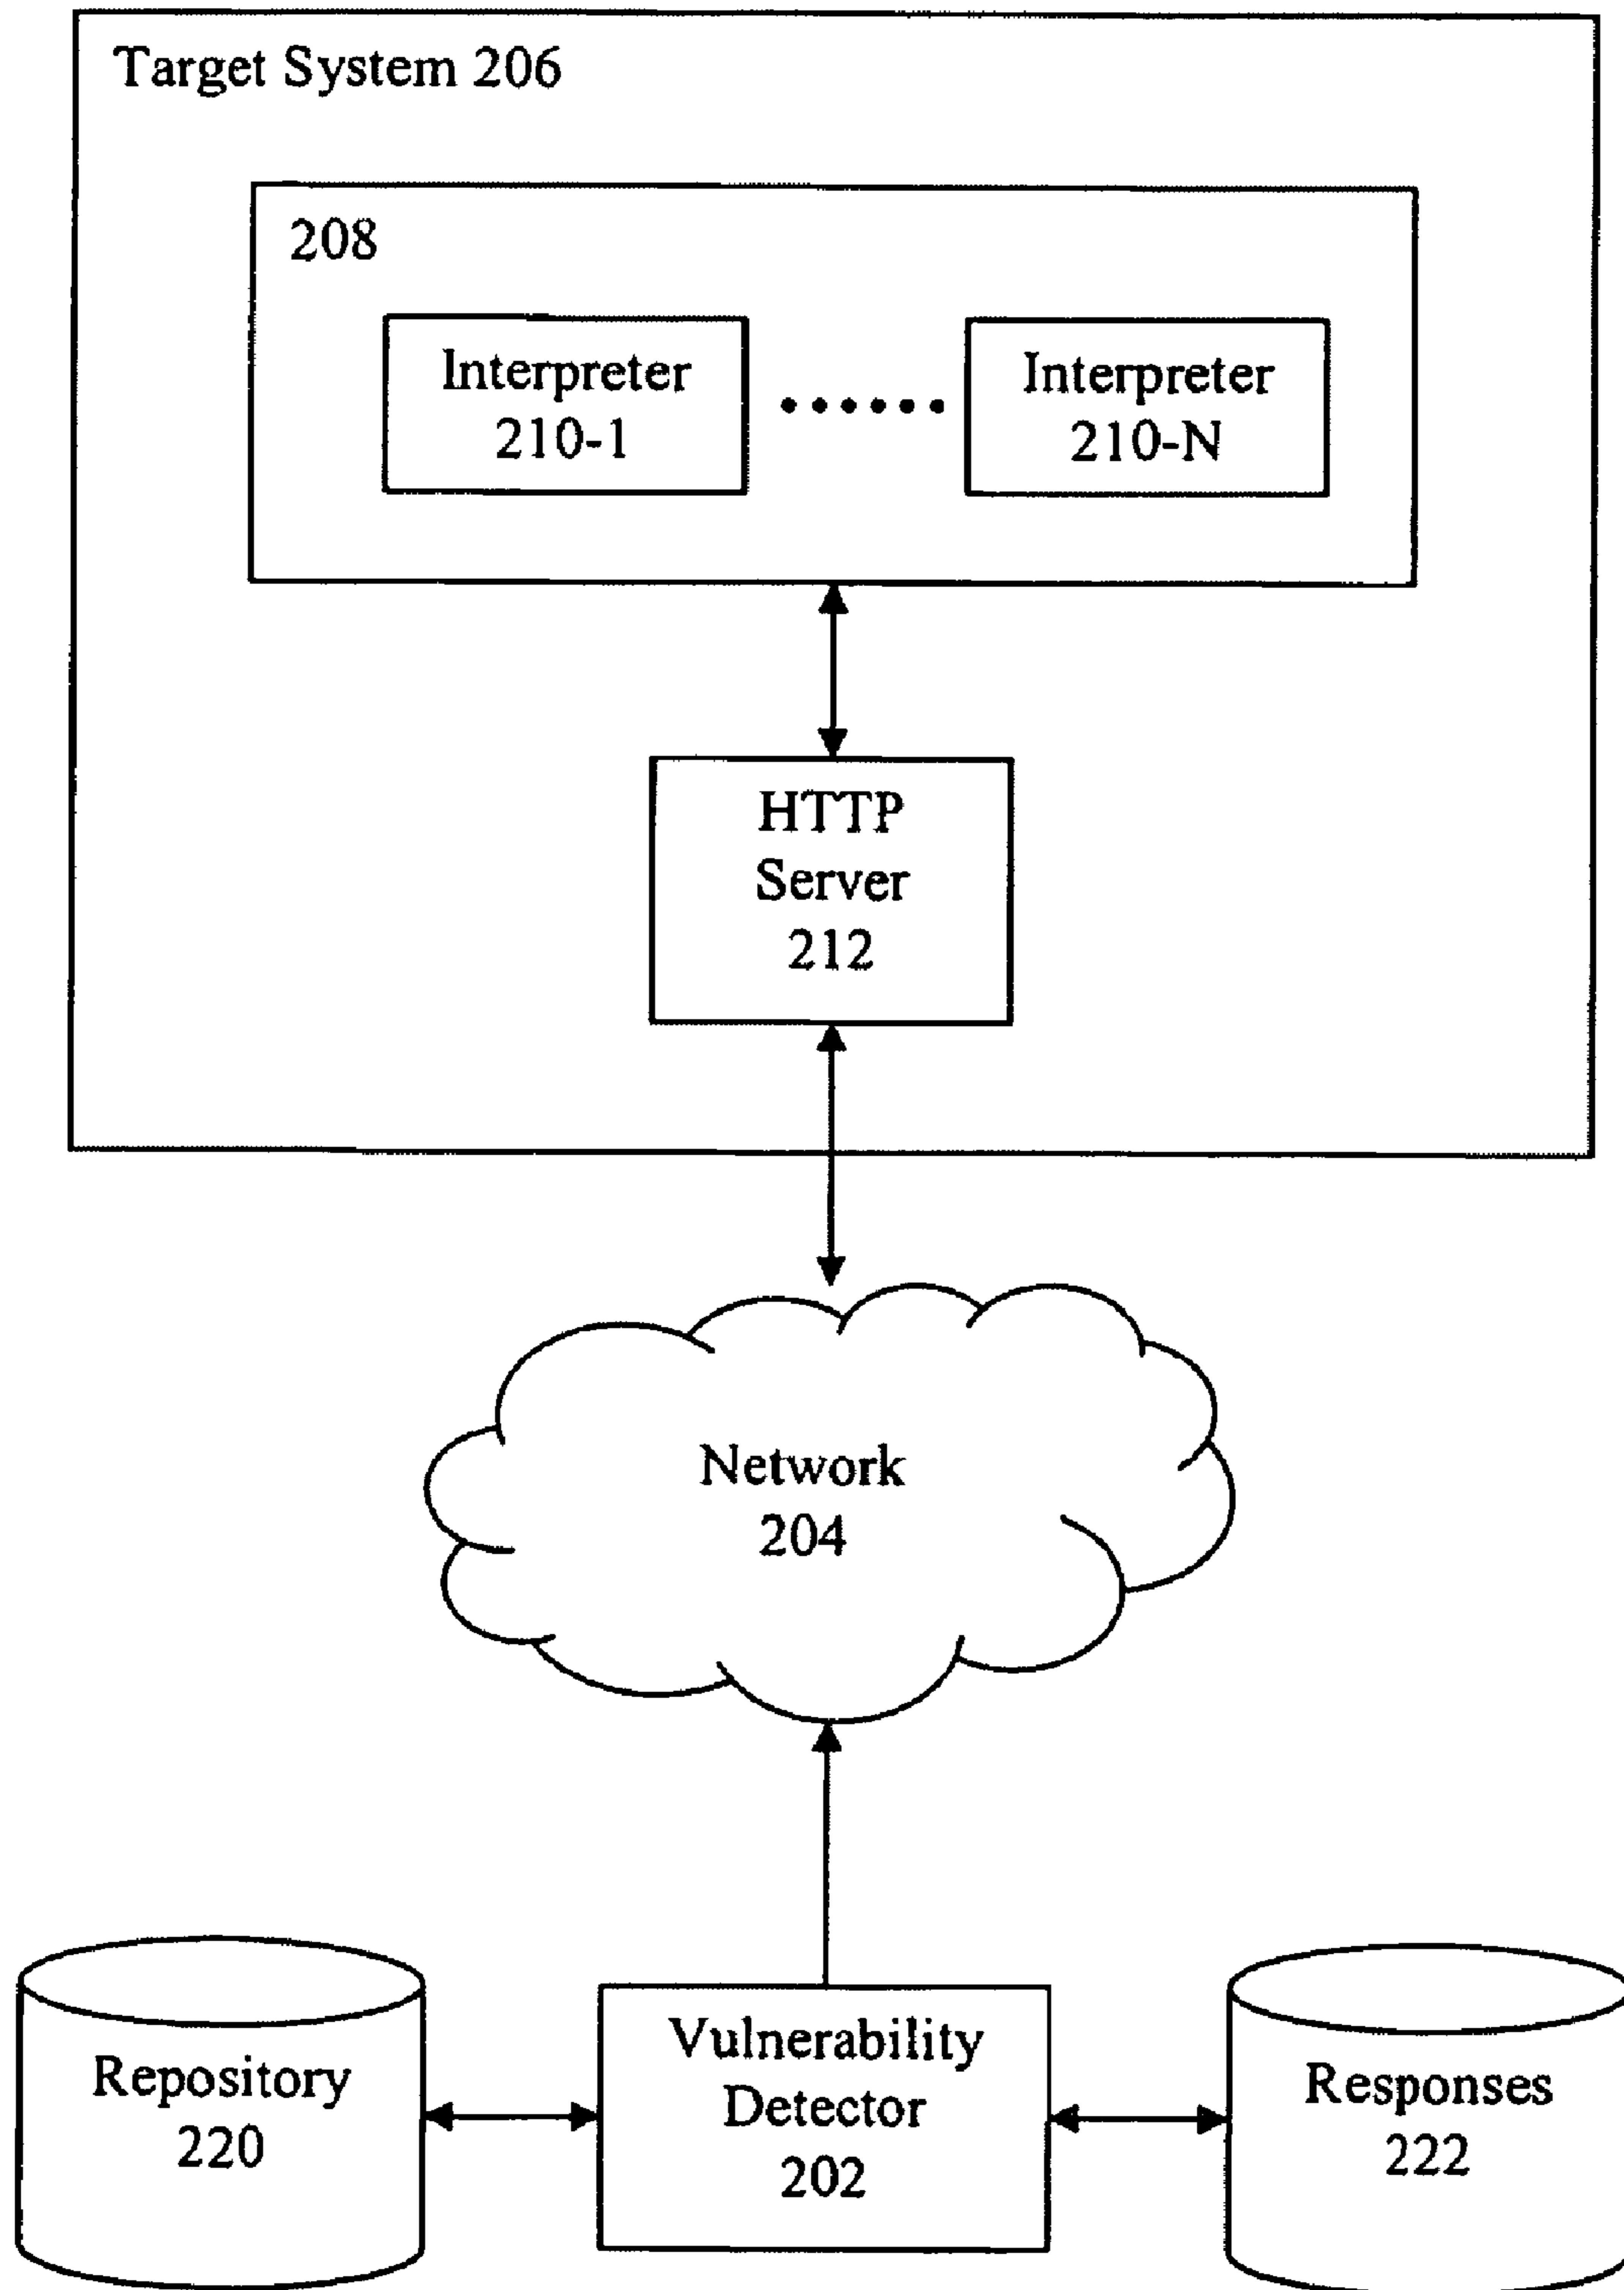 Target System 206
208
Interpreter
210-1
Interpreter
210-N
HTTP
Server
212
Network
204
Repository
220
Vulnerability
Detector
202
Responses
222